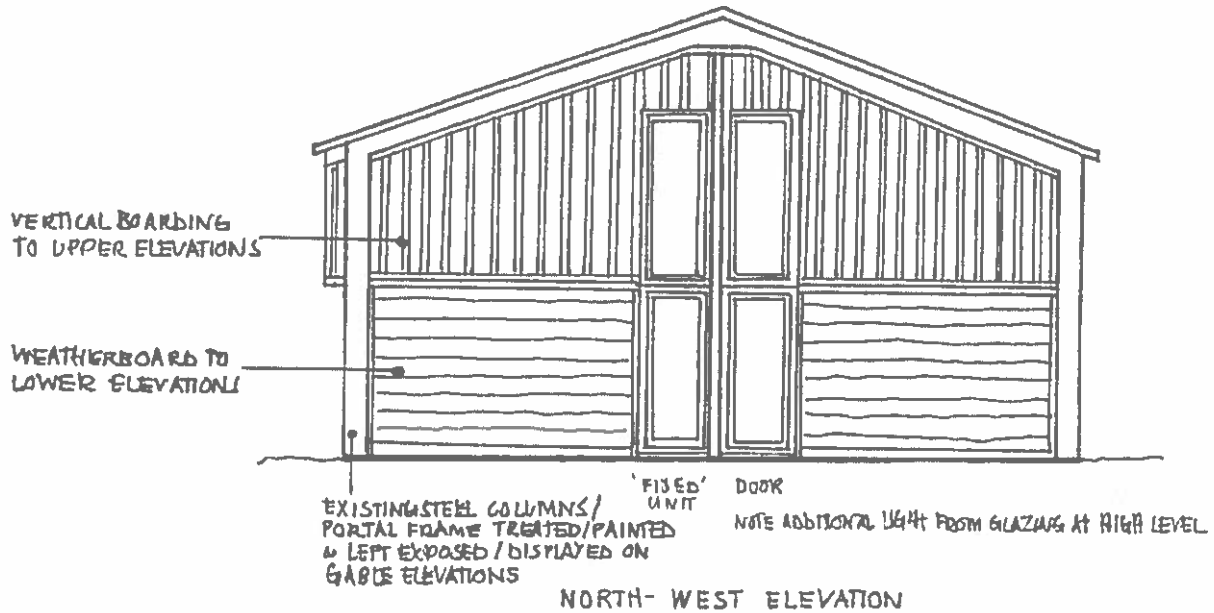 VERTICAL BOARDING
TO UPPER ELEVATIONS
WEATHERBOARD TO
LOWER ELEVATIONS
EXISTING STEEL COLUMNS/
PORTAL FRAME TREATED/PAINTED
& LEFT EXPOSED/DISPLAYED ON
GABLE ELEVATIONS
'FIXED'
UNIT
DOOR
NOTE ADDITIONAL LIGHT FROM GLAZING AT HIGH LEVEL
NORTH-WEST ELEVATION